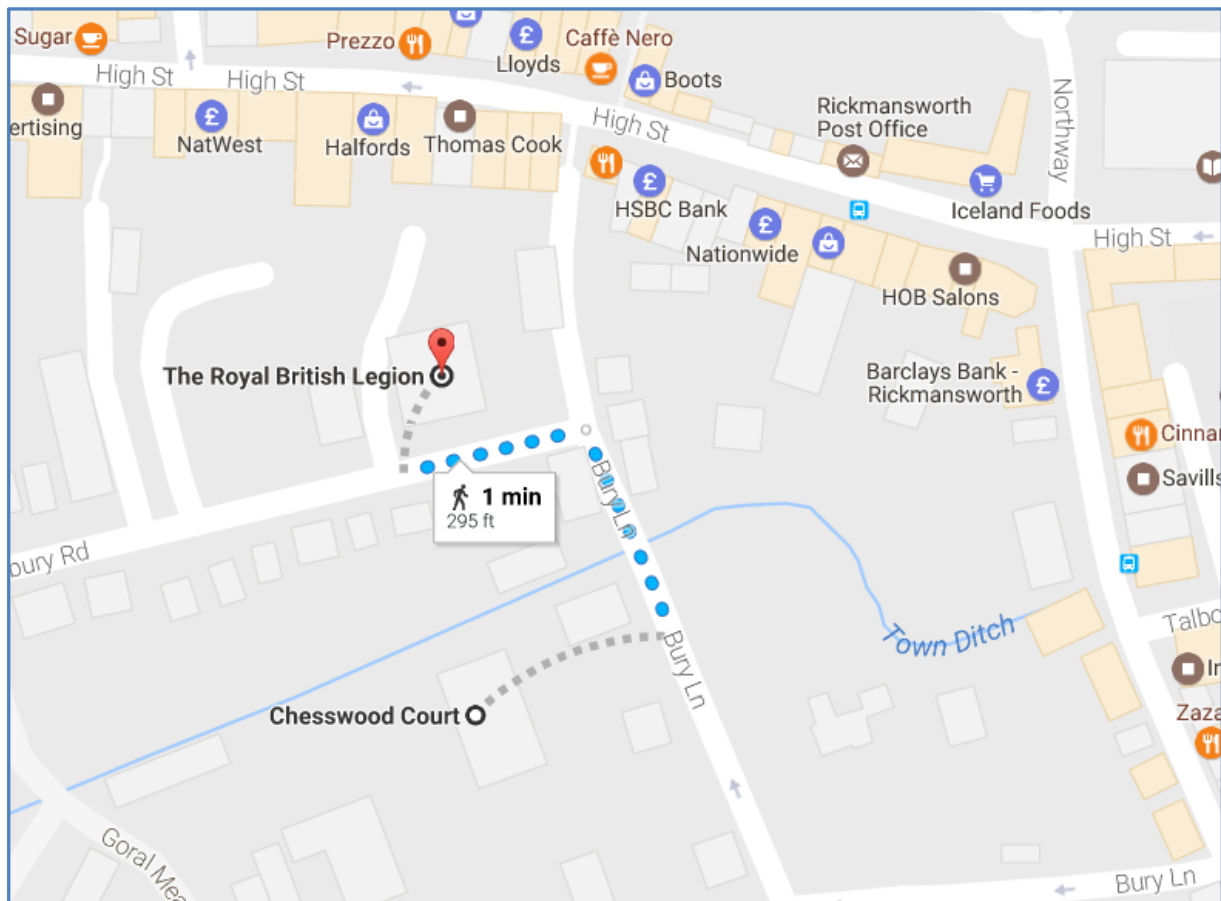 Sugar
Prezzo
Lloyds
Caffè Nero
Boots
High St
High St
ertising
NatWest
Halfords
Thomas Cook
High St
Rickmansworth
Post Office
Northway
HSBC Bank
Iceland Foods
Nationwide
High St
HOB Salons
The Royal British Legion
Barclays Bank -
Rickmansworth
Cinnar
Savills
1 min
295 ft
Bury Ln
bury Rd
Town Ditch
Talbo
Bury Ln
In
Chesswood Court
Zaza
Goral Mea
Bury Ln